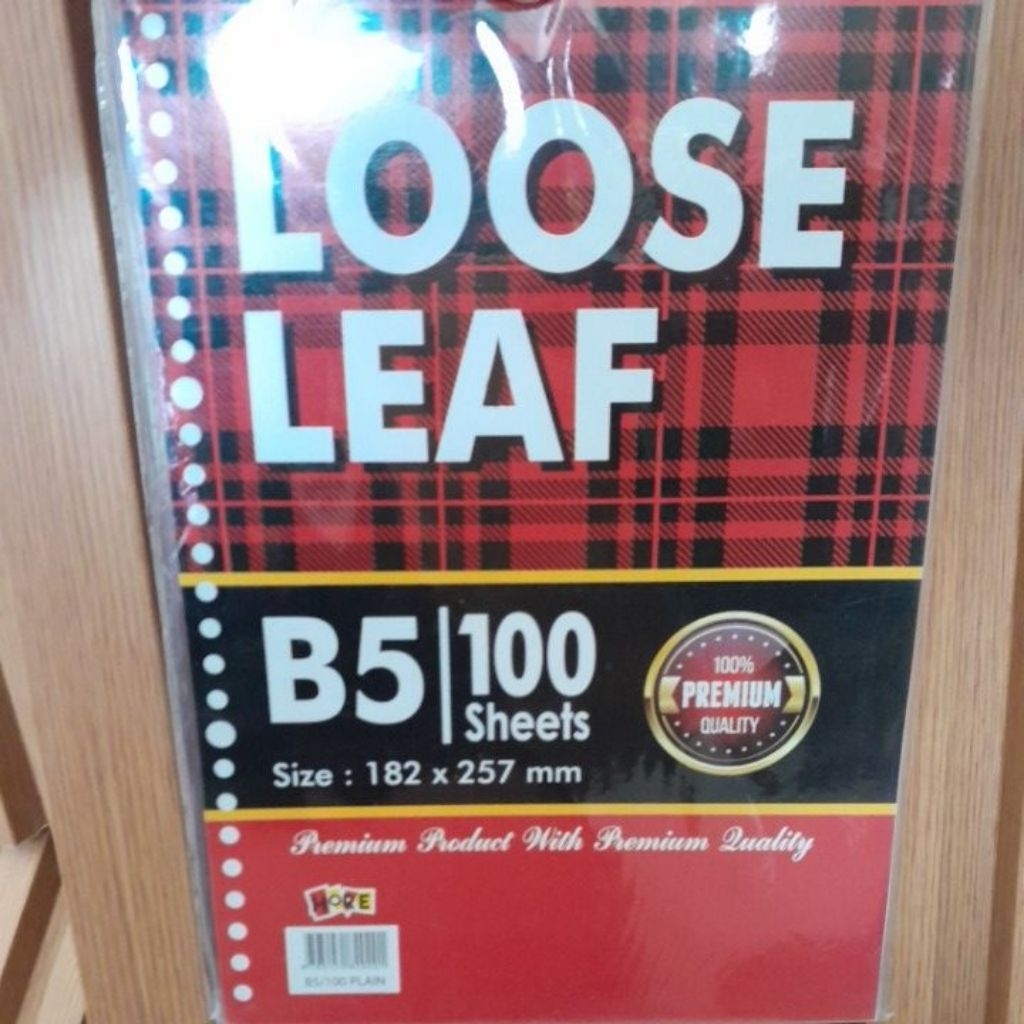 LOOSE
LEAF
B5
100
Sheets
Size : 182 x 257 mm
100%
PREMIUM
QUALITY
Premium Product With Premium Quality
MORE
B5/100 PLAIN